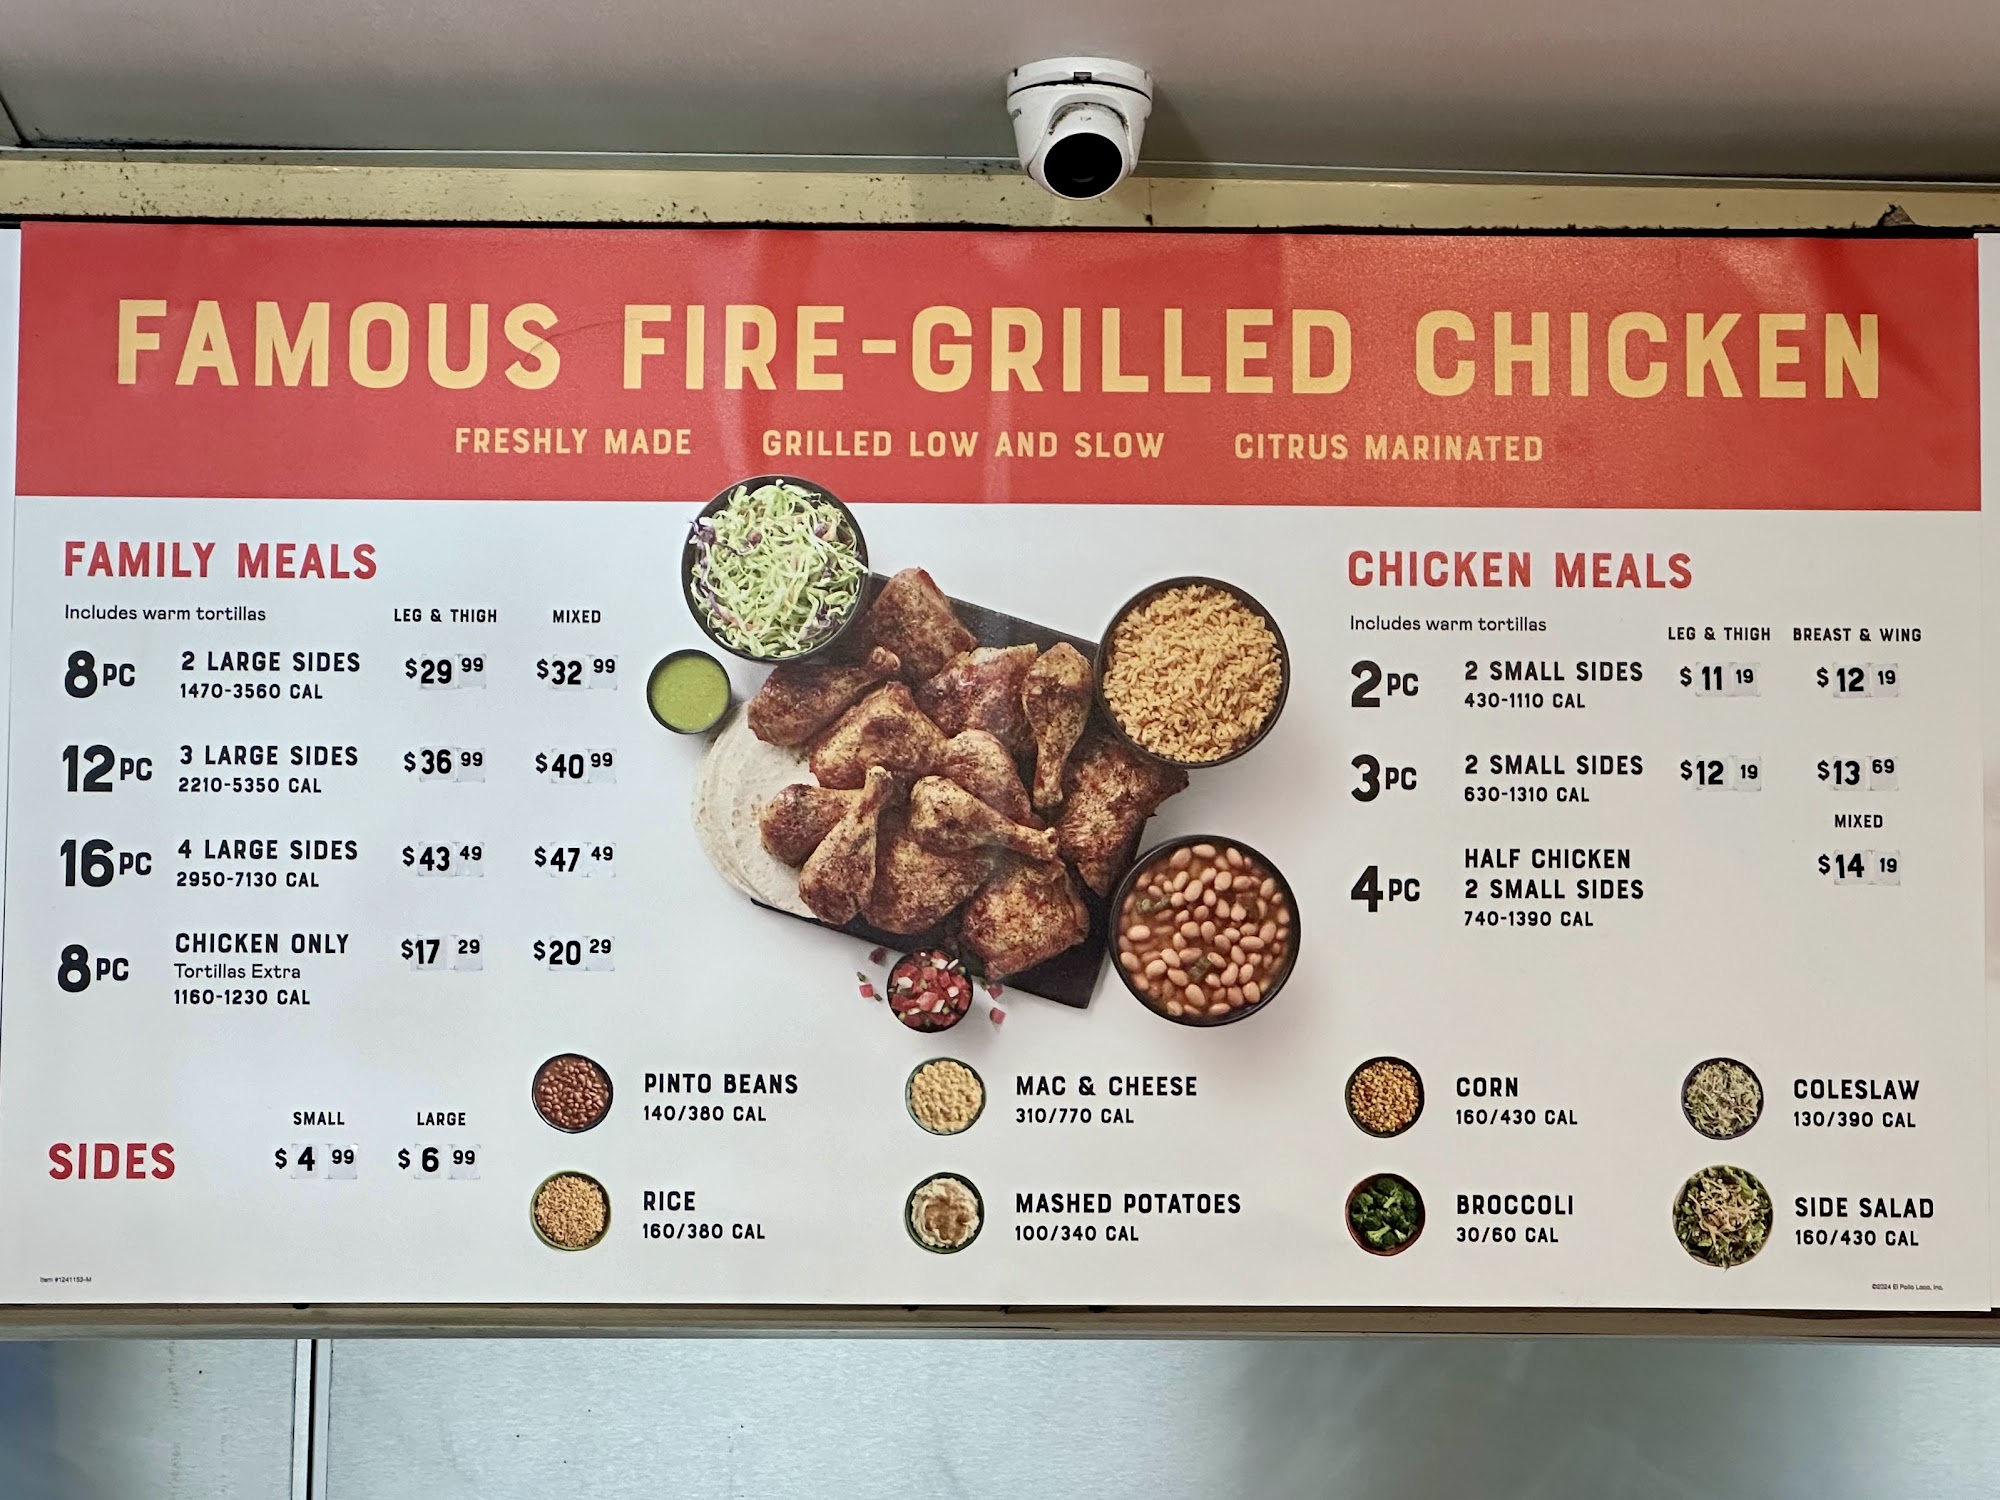 FAMOUS FIRE-GRILLED CHICKEN
FRESHLY MADE GRILLED LOW AND SLOW CITRUS MARINATED
FAMILY MEALS
Includes warm tortillas LEG & THIGH MIXED
8PC 2 LARGE SIDES $29 99 $32 99
1470-3560 CAL
12PC 3 LARGE SIDES $36 99 $40 99
2210-5350 CAL
16PC 4 LARGE SIDES $43 49 $47 49
2950-7130 CAL
8PC CHICKEN ONLY $17 29 $20 29
Tortillas Extra
1160-1230 CAL
CHICKEN MEALS
Includes warm tortillas LEG & THIGH BREAST & WING
2PC 2 SMALL SIDES $11 19 $12 19
430-1110 CAL
3PC 2 SMALL SIDES $12 19 $13 69
630-1310 CAL
MIXED
4PC HALF CHICKEN $14 19
2 SMALL SIDES
740-1390 CAL
SIDES
SMALL LARGE
$4 99 $6 99
PINTO BEANS
140/380 CAL
MAC & CHEESE
310/770 CAL
CORN
160/430 CAL
COLESLAW
130/390 CAL
RICE
160/380 CAL
MASHED POTATOES
100/340 CAL
BROCCOLI
30/60 CAL
SIDE SALAD
160/430 CAL
Item #1241153-M
©2024 El Pollo Loco, Inc.